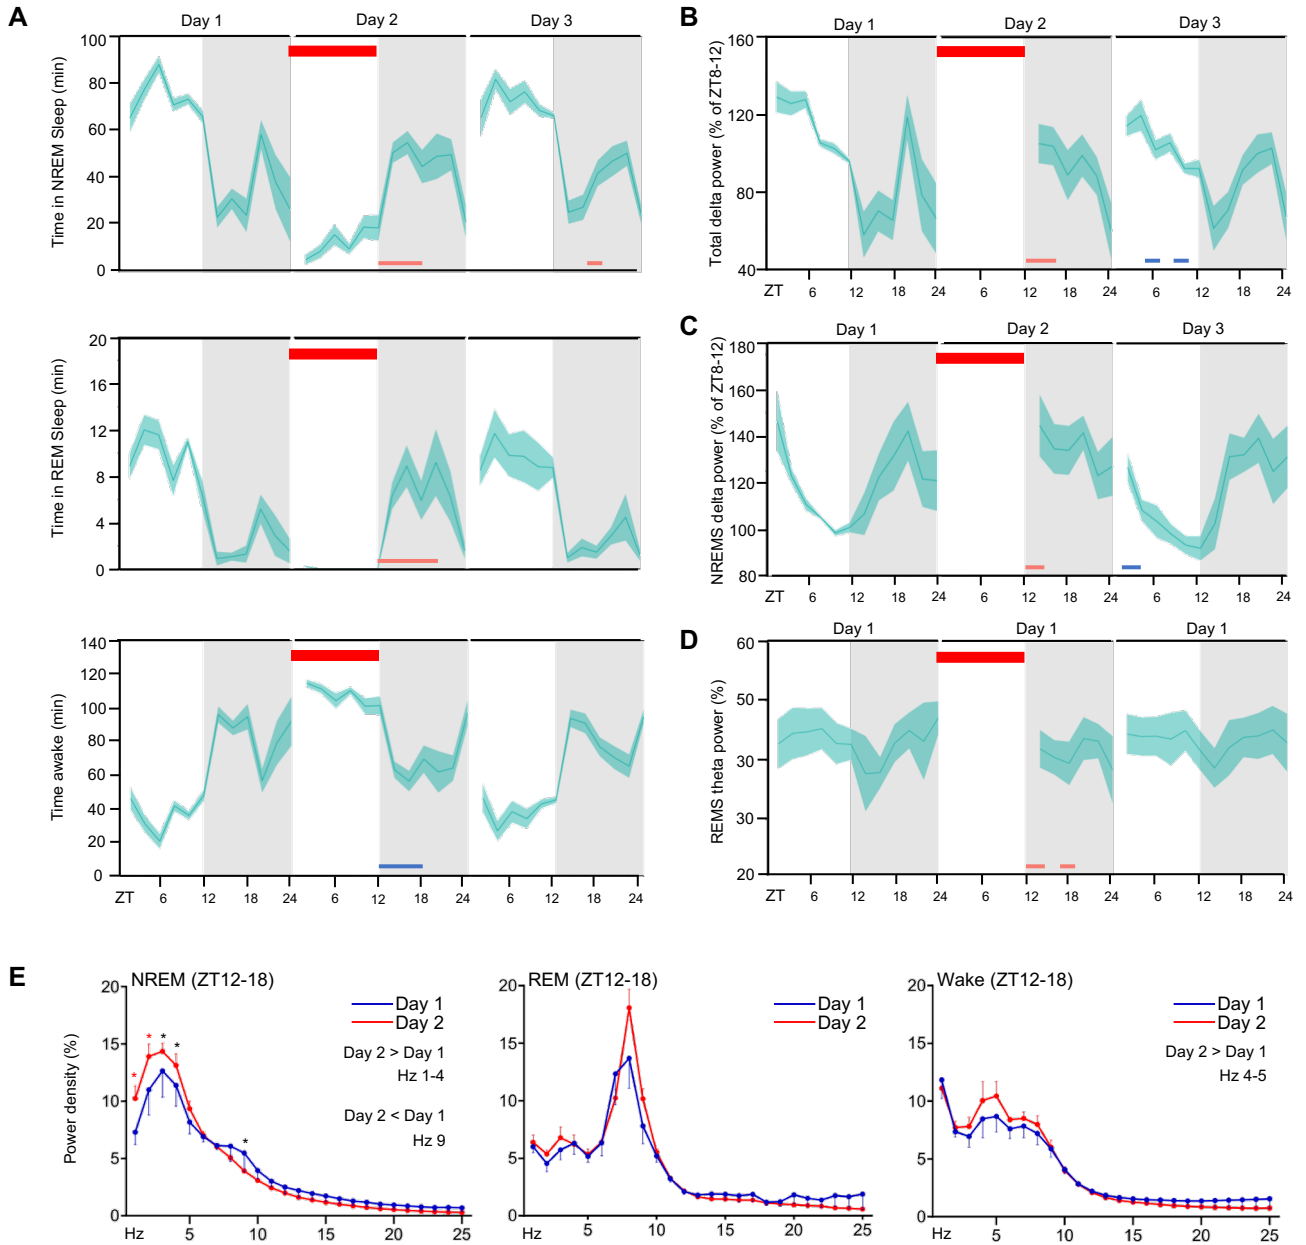 A
Day 1
Day 2
Day 3
Time in NREM Sleep (min)
100
80
60
40
20
0
Time in REM Sleep (min)
20
16
12
8
4
0
Time awake (min)
140
120
100
80
60
40
20
0
ZT
6
12
18
24
6
12
18
24
6
12
18
24
B
Day 1
Day 2
Day 3
Total delta power (% of ZT8-12)
160
120
80
40
ZT
6
12
18
24
6
12
18
24
6
12
18
24
C
Day 1
Day 2
Day 3
NREMS delta power (% of ZT8-12)
180
160
140
120
100
80
ZT
6
12
18
24
6
12
18
24
6
12
18
24
D
Day 1
Day 1
Day 1
REMS theta power (%)
60
50
30
30
20
ZT
6
12
18
24
6
12
18
24
6
12
18
24
E
NREM (ZT12-18)
Power density (%)
20
15
10
5
0
Day 1
Day 2
Day 2 > Day 1
Hz 1-4
Day 2 < Day 1
Hz 9
* * * *
*
Hz
5
10
15
20
25
REM (ZT12-18)
20
15
10
5
0
Day 1
Day 2
Hz
5
10
15
20
25
Wake (ZT12-18)
20
15
10
5
0
Day 1
Day 2
Day 2 > Day 1
Hz 4-5
Hz
5
10
15
20
25